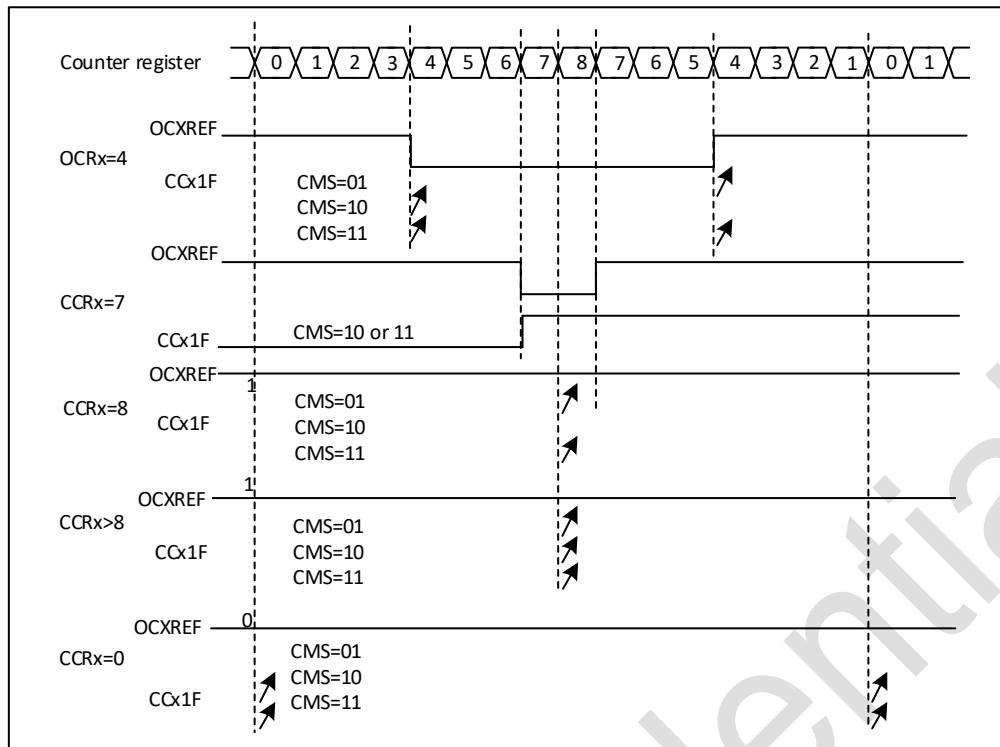 Counter register 0 1 2 3 4 5 6 7 8 7 6 5 4 3 2 1 0 1
OCXREF
OCRx=4
CCx1F
CMS=01
CMS=10
CMS=11
OCXREF
CCRx=7
CCx1F
CMS=10 or 11
OCXREF
1
CCRx=8
CCx1F
CMS=01
CMS=10
CMS=11
OCXREF 1
CCRx>8
CCx1F
CMS=01
CMS=10
CMS=11
OCXREF 0
CCRx=0
CCx1F
CMS=01
CMS=10
CMS=11
ential